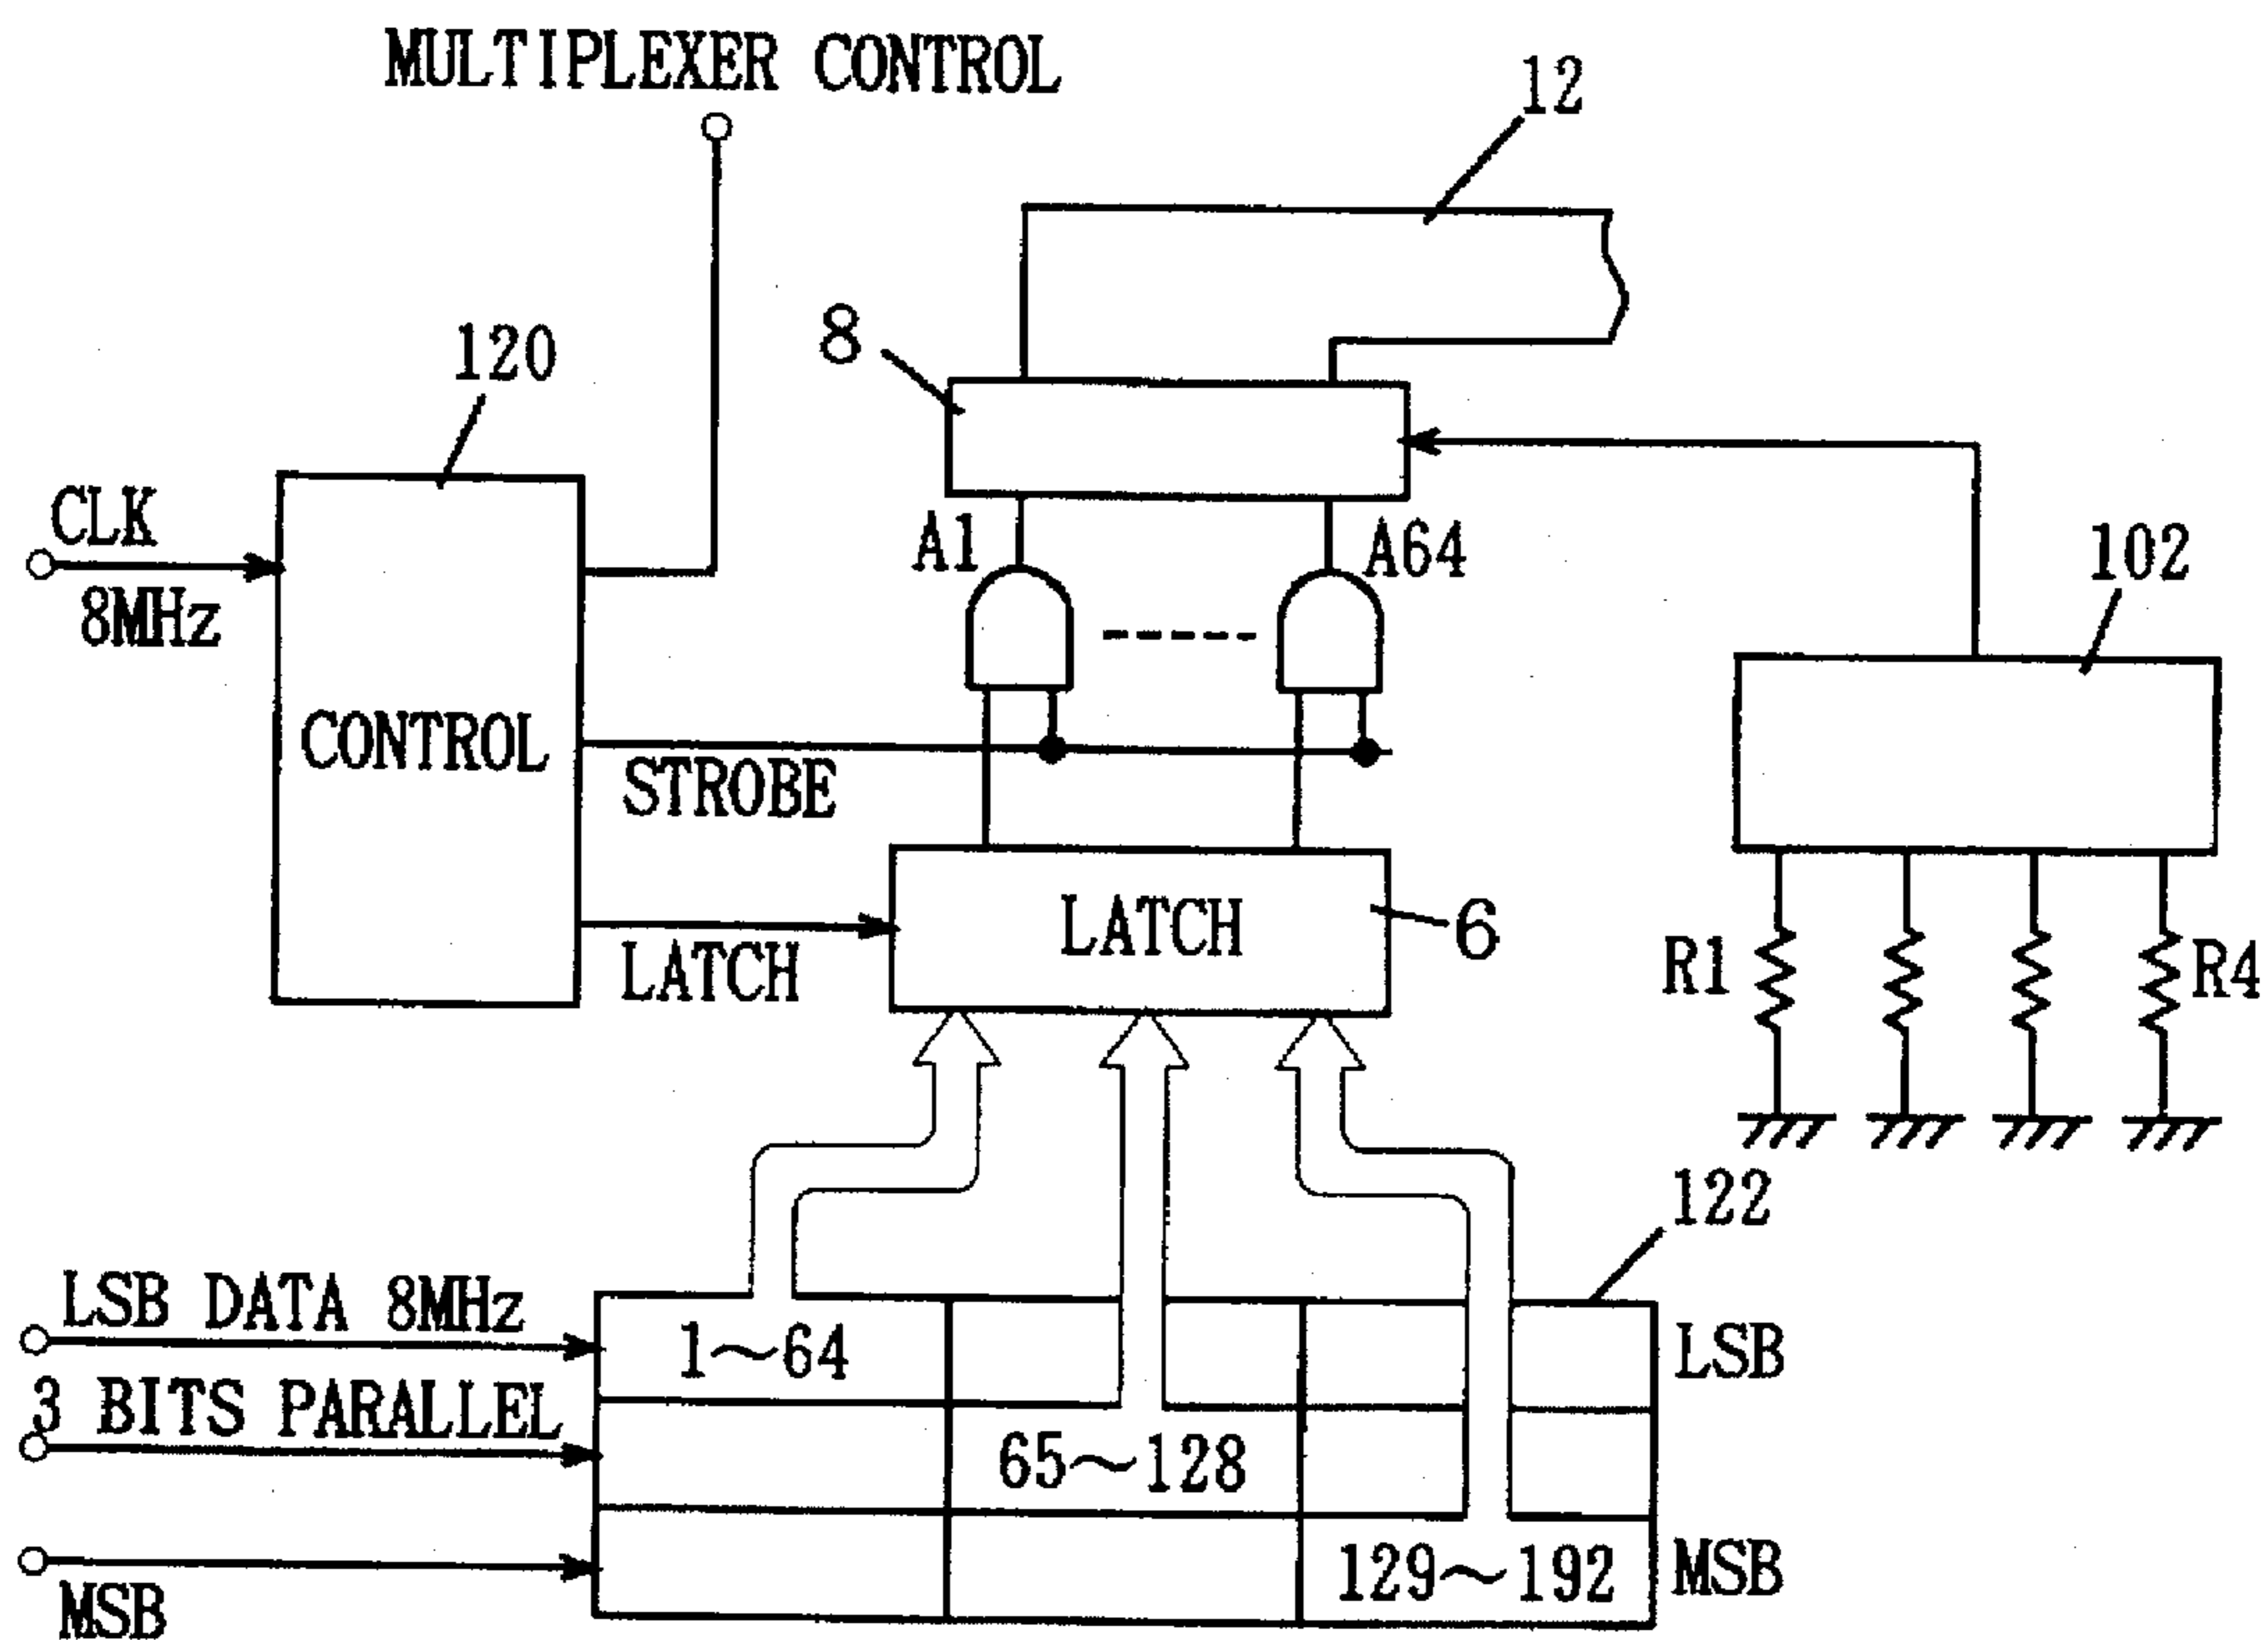 MULTIPLEXER CONTROL
12
8
120
CLK
8MHz
A1
A64
102
CONTROL
STROBE
LATCH
LATCH
6
R1
R4
122
LSB DATA 8MHz
1~64
LSB
3 BITS PARALLEL
65~128
129~192
MSB
MSB